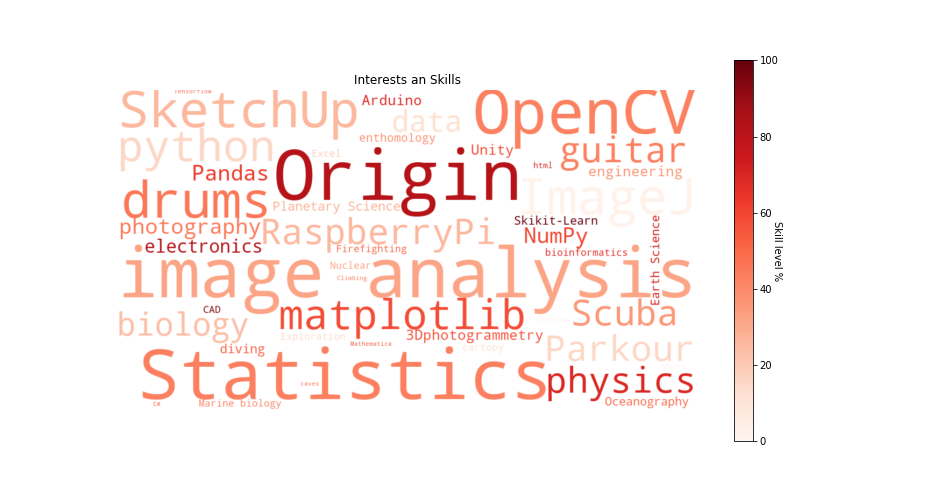 Interests an Skills
SketchUp
Arduino
data
OpenCV
python
enthomology
Excel
Unity
guitar
Pandas
Origin
html
engineering
drums
Planetary Science
ImageJ
photography
RaspberryPi
Skikit-Learn
NumPy
electronics
Firefighting
bioinformatics
Earth Science
Nuclear
image analysis
Climbing
CAD
biology
matplotlib
Scuba
Exploration
3Dphotogrammetry
diving
Mathematica
cartopy
Parkour
Statistics
caves
physics
C#
Marine biology
Oceanography
100
80
60
40
20
0
Skill level %